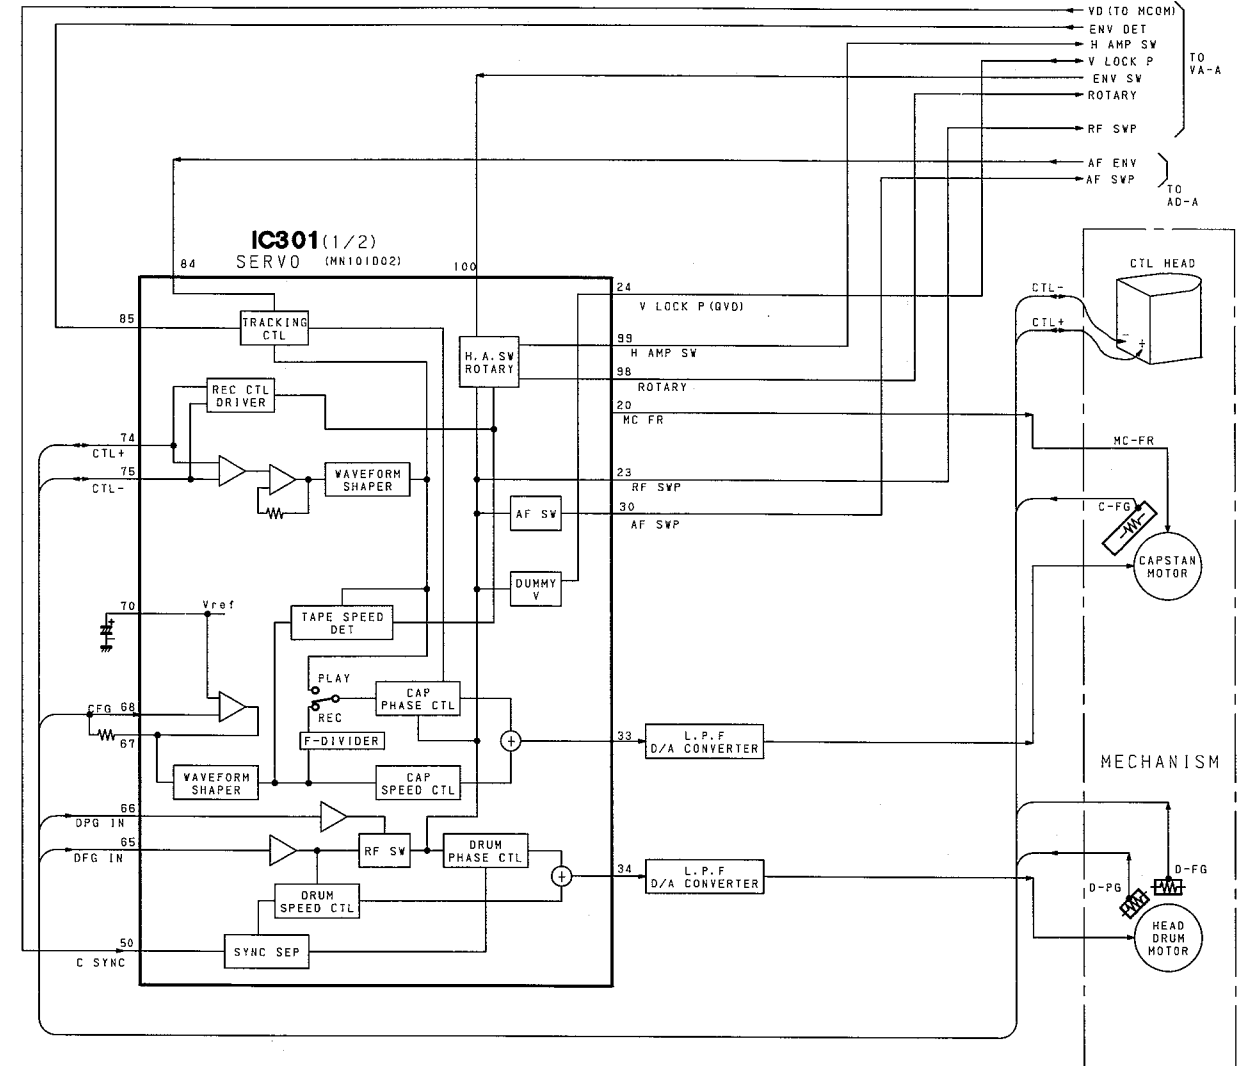 VD (TO MCOM)
ENV DET
H AMP SW
V LOCK P
ENV SW
ROTARY
RF SWP
TO
VA-A
AF ENV
AF SWP
TO
AD-A
IC301 (1/2)
SERVO (MN101D02)
84
100
CTL HEAD
CTL-
CTL+
-
+
24
V LOCK P (QVD)
85
TRACKING
CTL
99
H AMP SW
H.A.SW
ROTARY
98
ROTARY
REC CTL
DRIVER
20
MC FR
MC-FR
74
CTL+
75
CTL-
WAVEFORM
SHAPER
23
RF SWP
AF SW
30
AF SWP
C-FG
CAPSTAN
MOTOR
DUMMY
V
70
Vref
+
-
TAPE SPEED
DET
PLAY
REC
CAP
PHASE CTL
CFG
68
67
F-DIVIDER
+
33
L.P.F
D/A CONVERTER
MECHANISM
WAVEFORM
SHAPER
CAP
SPEED CTL
66
DPG IN
65
DFG IN
RF SW
DRUM
PHASE CTL
+
34
L.P.F
D/A CONVERTER
D-FG
D-PG
DRUM
SPEED CTL
HEAD
DRUM
MOTOR
50
C SYNC
SYNC SEP